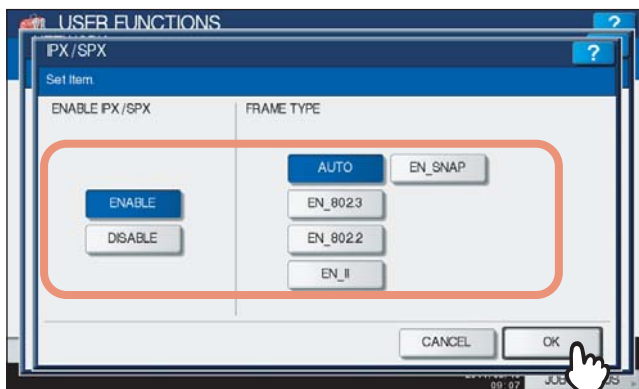 USER FUNCTIONS
?
IPX/SPX
?
Set Item.
ENABLE IPX/SPX
FRAME TYPE
AUTO
EN_SNAP
ENABLE
EN_802.3
DISABLE
EN_802.2
EN_II
CANCEL
OK
09:07